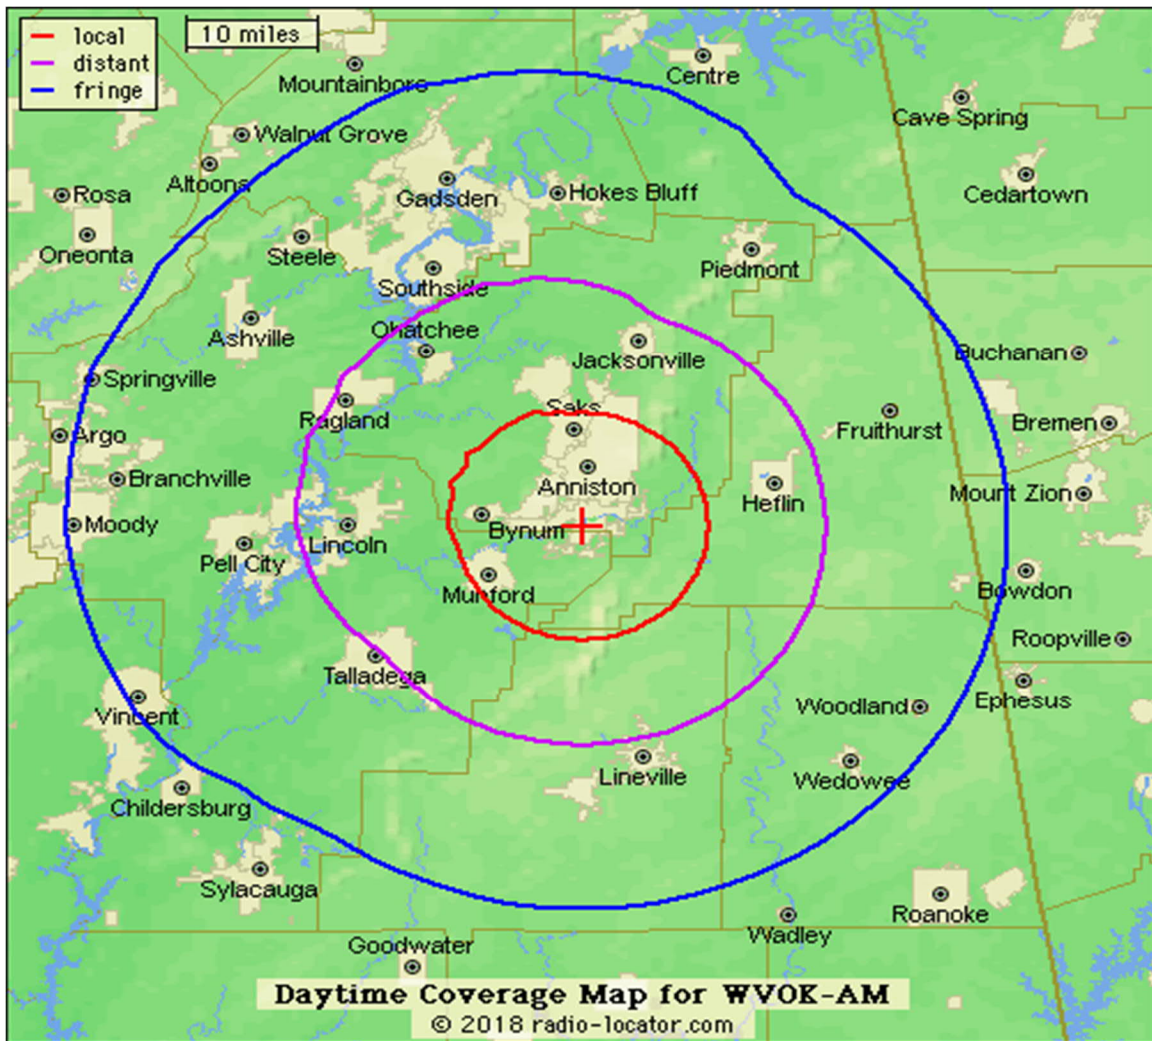 local
distant
fringe
10 miles
Mountainboro
Centre
Cave Spring
Walnut Grove
Altoona
Rosa
Gadsden
Hokes Bluff
Cedartown
Oneonta
Steele
Piedmont
Southside
Ashville
Ohatchee
Jacksonville
Buchanan
Springville
Ragland
Saks
Fruithurst
Bremen
Argo
Branchville
Anniston
Heflin
Mount Zion
Moody
Pell City
Lincoln
Bynum
Munford
Bowdon
Roopville
Talladega
Ephesus
Vincent
Woodland
Lineville
Wedowee
Childersburg
Sylacauga
Roanoke
Wadley
Goodwater
Daytime Coverage Map for WVOK-AM
© 2018 radio-locator.com